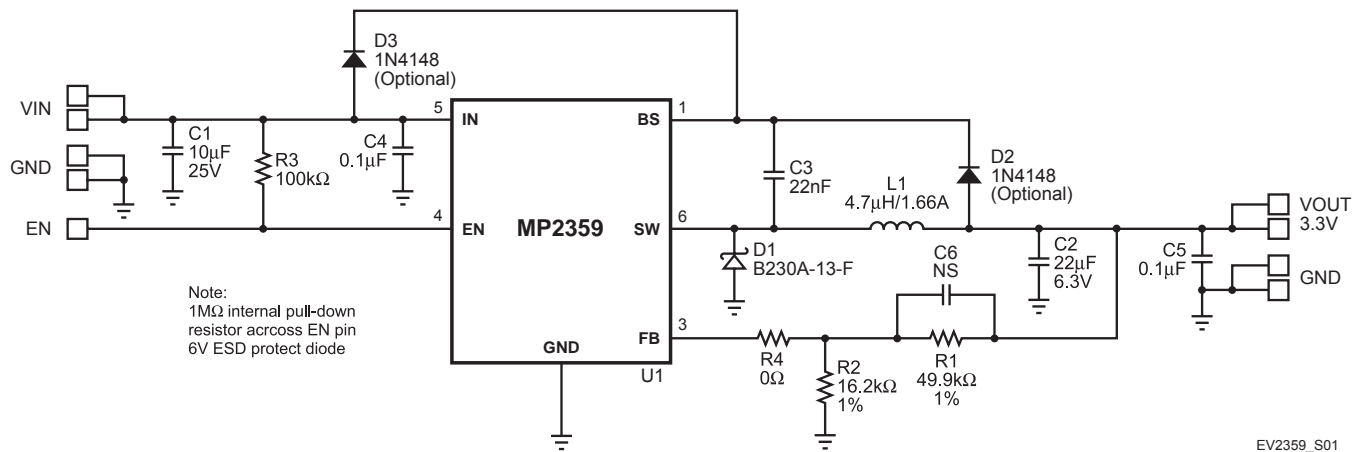 D3
1N4148
(Optional)
VIN
5
IN
BS
1
C1
10µF
25V
R3
100kΩ
C4
0.1µF
GND
C3
22nF
D2
1N4148
(Optional)
L1
4.7µH/1.66A
VOUT
3.3V
EN
4
EN
MP2359
SW
6
D1
B230A-13-F
C2
22µF
6.3V
C5
0.1µF
GND
C6
NS
Note:
1MΩ internal pull-down
resistor acrcoss EN pin
6V ESD protect diode
GND
FB
3
U1
R4
0Ω
R2
16.2kΩ
1%
R1
49.9kΩ
1%
EV2359_S01